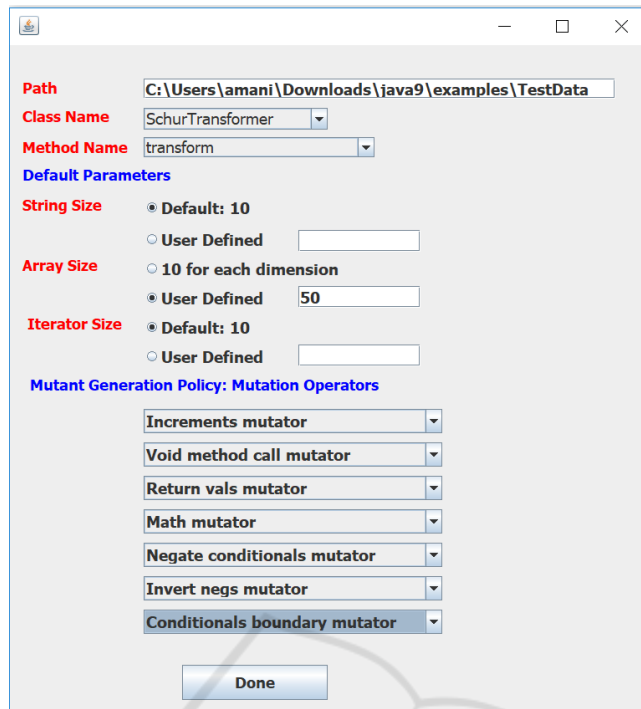 Path C:\Users\amani\Downloads\java9\examples\TestData
Class Name SchurTransformer
Method Name transform
Default Parameters
String Size Default: 10
User Defined
Array Size 10 for each dimension
User Defined 50
Iterator Size Default: 10
User Defined
Mutant Generation Policy: Mutation Operators
Increments mutator
Void method call mutator
Return vals mutator
Math mutator
Negate conditionals mutator
Invert negs mutator
Conditionals boundary mutator
Done